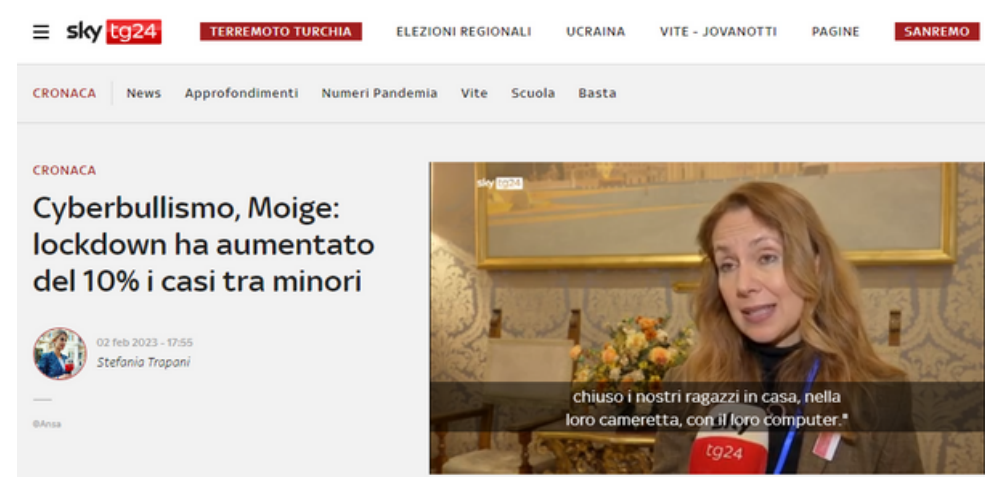 sky tg24 TERREMOTO TURCHIA ELEZIONI REGIONALI UCRAINA VITE - JOVANOTTI PAGINE SANREMO
CRONACA News Approfondimenti Numeri Pandemia Vite Scuola Basta
CRONACA
Cyberbullismo, Moige:
lockdown ha aumentato
del 10% i casi tra minori
02 feb 2023 - 17:55
Stefania Trapani
©Ansa
sky tg24
chiuso i nostri ragazzi in casa, nella
loro cameretta, con il loro computer."
sky
tg24